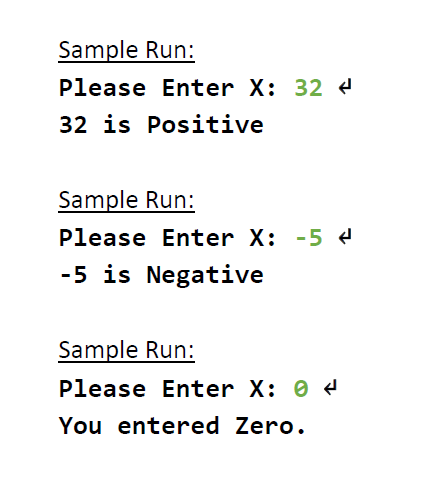 Sample Run:
Please Enter X: 32 ↲
32 is Positive
Sample Run:
Please Enter X: -5 ↲
-5 is Negative
Sample Run:
Please Enter X: 0 ↲
You entered Zero.